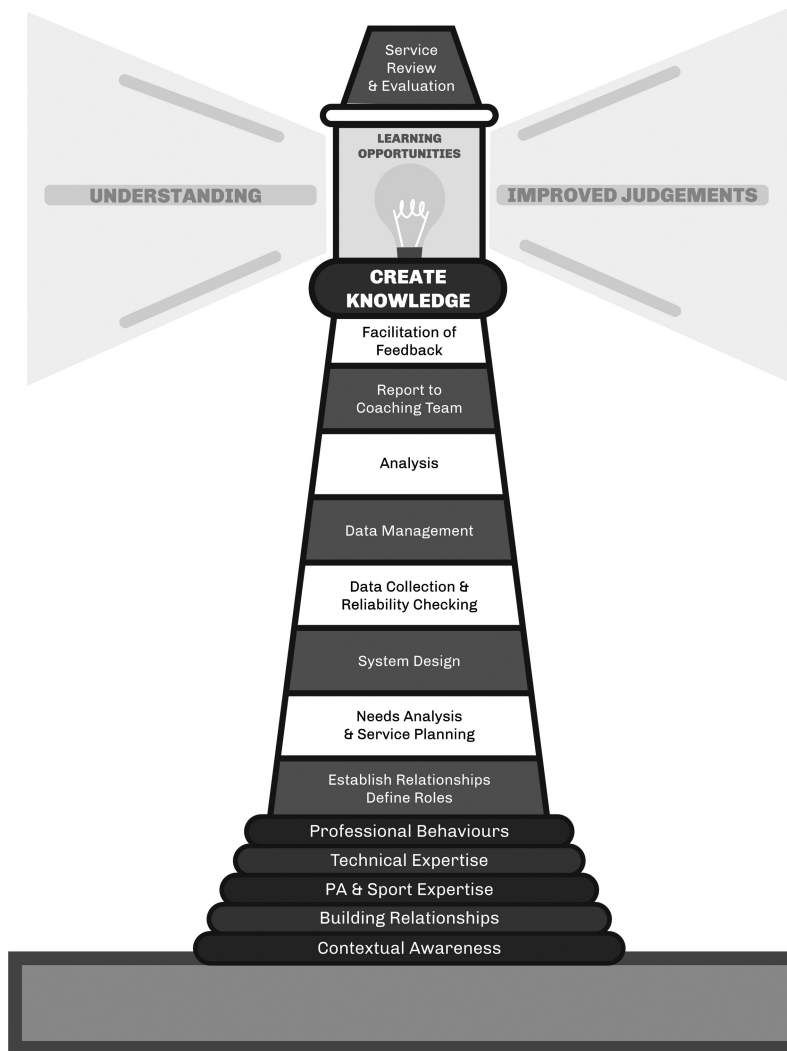 Service
Review
& Evaluation
LEARNING
OPPORTUNITIES
UNDERSTANDING
IMPROVED JUDGEMENTS
CREATE
KNOWLEDGE
Facilitation of
Feedback
Report to
Coaching Team
Analysis
Data Management
Data Collection &
Reliability Checking
System Design
Needs Analysis
& Service Planning
Establish Relationships
Define Roles
Professional Behaviours
Technical Expertise
PA & Sport Expertise
Building Relationships
Contextual Awareness